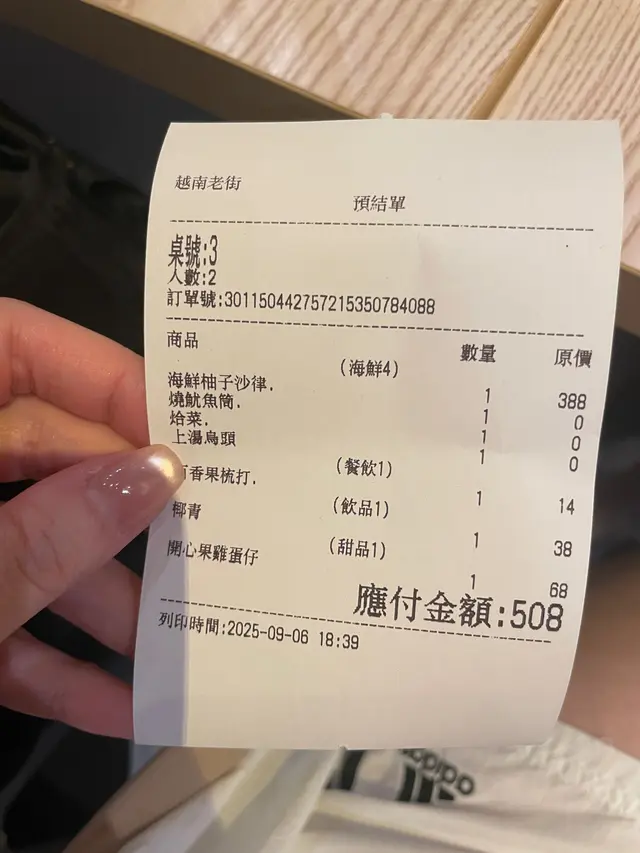 越南老街
預結單
桌號:3
人數:2
訂單號:301150442757215350784088
商品 數量 原價
(海鮮4)
海鮮柚子沙律. 1 388
燒魷魚筒. 1 0
烚菜. 1 0
上湯烏頭 1 0
(餐飲1)
百香果梳打. 1 14
(飲品1)
椰青 1 38
(甜品1)
開心果雞蛋仔 1 68
應付金額:508
列印時間:2025-09-06 18:39
adidas